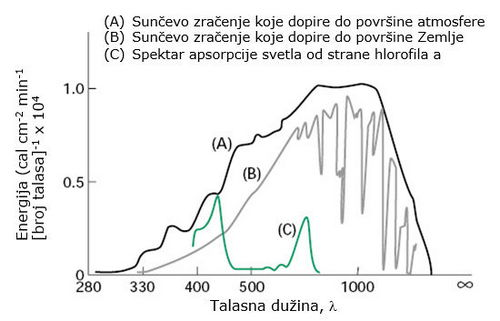 (A) Sunčevo zračenje koje dopire do površine atmosfere
(B) Sunčevo zračenje koje dopire do površine Zemlje
(C) Spektar apsorpcije svetla od strane hlorofila a
Energija (cal cm⁻² min⁻¹
[broj talasa]⁻¹ x 10⁴
1.0
0.5
0
(A)
(B)
(C)
280 330 400 500 1000 ∞
Talasna dužina, λ